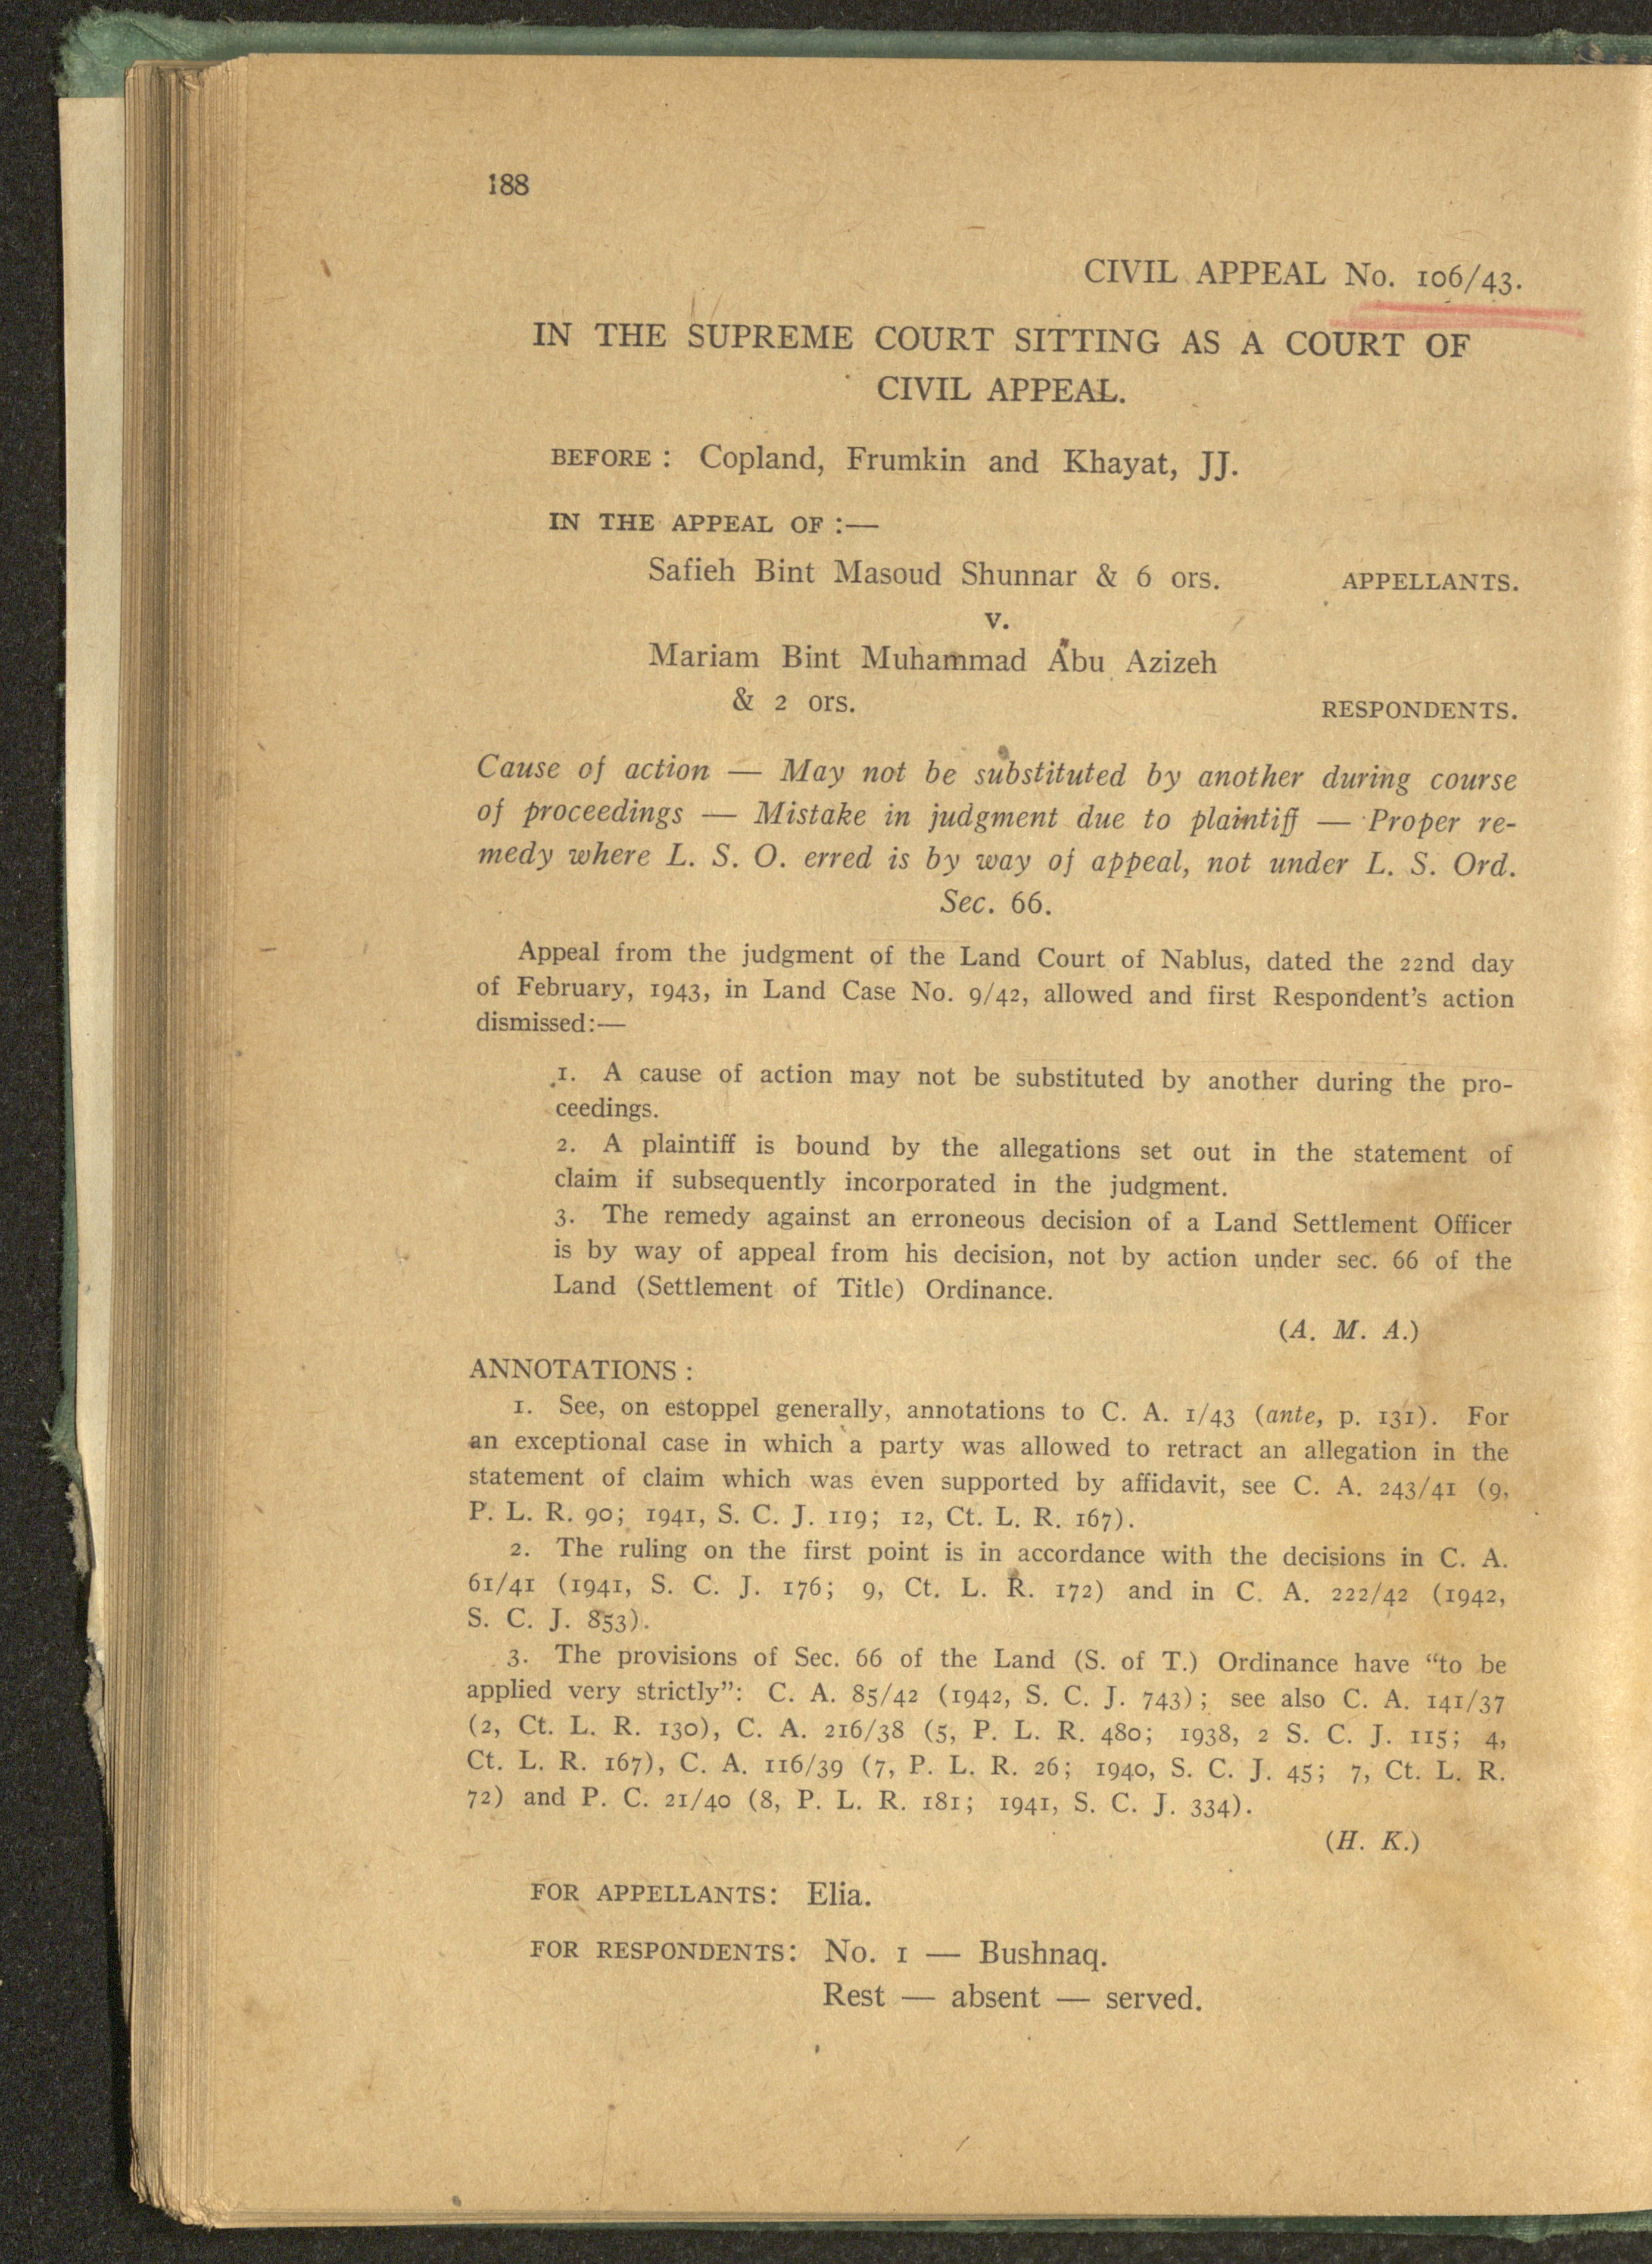 188
CIVIL APPEAL No. 106/43.
IN THE SUPREME COURT SITTING AS A COURT OF
CIVIL APPEAL.
BEFORE : Copland, Frumkin and Khayat, JJ.
IN THE APPEAL OF :—
Safieh Bint Masoud Shunnar & 6 ors. APPELLANTS.
v.
Mariam Bint Muhammad Abu Azizeh
& 2 ors. RESPONDENTS.
Cause of action — May not be substituted by another during course
of proceedings — Mistake in judgment due to plaintiff — Proper re-
medy where L. S. O. erred is by way of appeal, not under L. S. Ord.
Sec. 66.
Appeal from the judgment of the Land Court of Nablus, dated the 22nd day
of February, 1943, in Land Case No. 9/42, allowed and first Respondent's action
dismissed:—
1. A cause of action may not be substituted by another during the pro-
ceedings.
2. A plaintiff is bound by the allegations set out in the statement of
claim if subsequently incorporated in the judgment.
3. The remedy against an erroneous decision of a Land Settlement Officer
is by way of appeal from his decision, not by action under sec. 66 of the
Land (Settlement of Title) Ordinance.
(A. M. A.)
ANNOTATIONS :
1. See, on estoppel generally, annotations to C. A. 1/43 (ante, p. 131). For
an exceptional case in which a party was allowed to retract an allegation in the
statement of claim which was even supported by affidavit, see C. A. 243/41 (9,
P. L. R. 90; 1941, S. C. J. 119; 12, Ct. L. R. 167).
2. The ruling on the first point is in accordance with the decisions in C. A.
61/41 (1941, S. C. J. 176; 9, Ct. L. R. 172) and in C. A. 222/42 (1942,
S. C. J. 853).
3. The provisions of Sec. 66 of the Land (S. of T.) Ordinance have "to be
applied very strictly": C. A. 85/42 (1942, S. C. J. 743); see also C. A. 141/37
(2, Ct. L. R. 130), C. A. 216/38 (5, P. L. R. 480; 1938, 2 S. C. J. 115; 4,
Ct. L. R. 167), C. A. 116/39 (7, P. L. R. 26; 1940, S. C. J. 45; 7, Ct. L. R.
72) and P. C. 21/40 (8, P. L. R. 181; 1941, S. C. J. 334).
(H. K.)
FOR APPELLANTS: Elia.
FOR RESPONDENTS: No. 1 — Bushnaq.
Rest — absent — served.